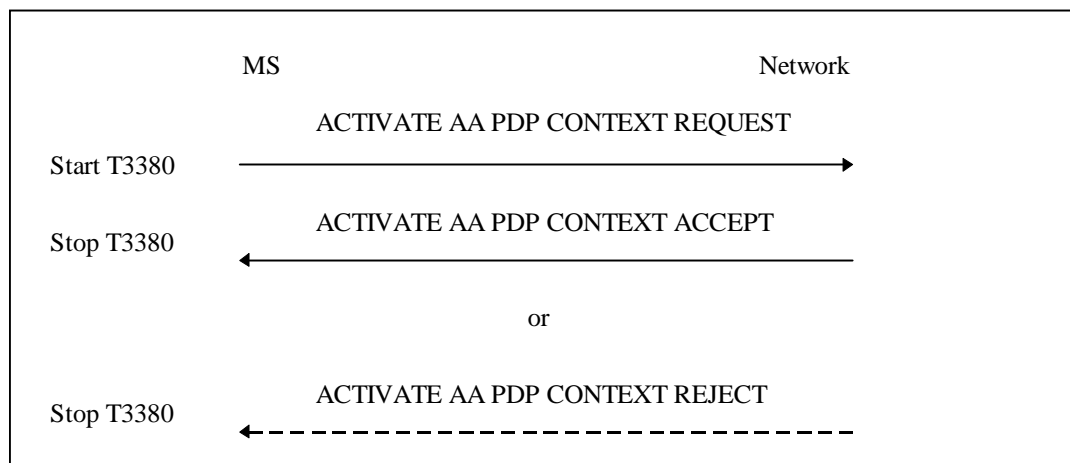 MS Network
ACTIVATE AA PDP CONTEXT REQUEST
Start T3380
ACTIVATE AA PDP CONTEXT ACCEPT
Stop T3380
or
ACTIVATE AA PDP CONTEXT REJECT
Stop T3380